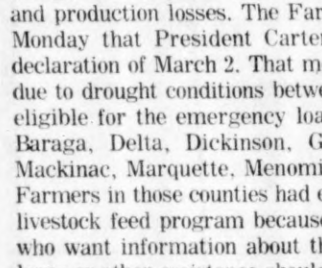 and production losses. The Far
Monday that President Carter
declaration of March 2. That m
due to drought conditions betwe
eligible for the emergency loa
Baraga, Delta, Dickinson, G
Mackinac, Marquette, Menomi
Farmers in those counties had e
livestock feed program because
who want information about th